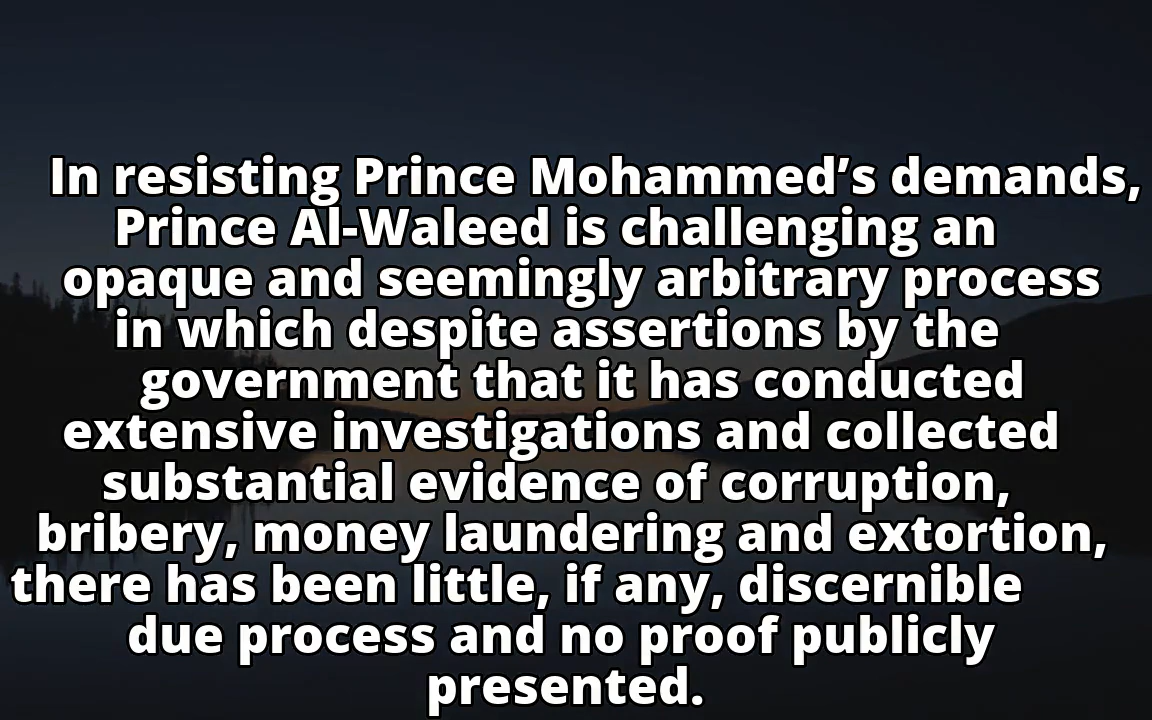 In resisting Prince Mohammed’s demands,
Prince Al-Waleed is challenging an
opaque and seemingly arbitrary process
in which despite assertions by the
government that it has conducted
extensive investigations and collected
substantial evidence of corruption,
bribery, money laundering and extortion,
there has been little, if any, discernible
due process and no proof publicly
presented.